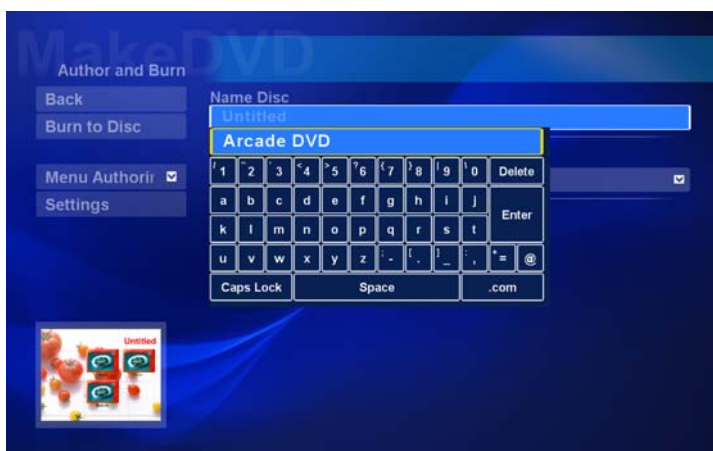 MakeDVD
Author and Burn
Back
Burn to Disc
Menu Authorir
Settings
Name Disc
Untitled
Arcade DVD
1 2 3 4 5 6 7 8 9 0 Delete
a b c d e f g h i j
Enter
k l m n o p q r s t
u v w x y z - . _ , = @
Caps Lock Space .com
Untitled